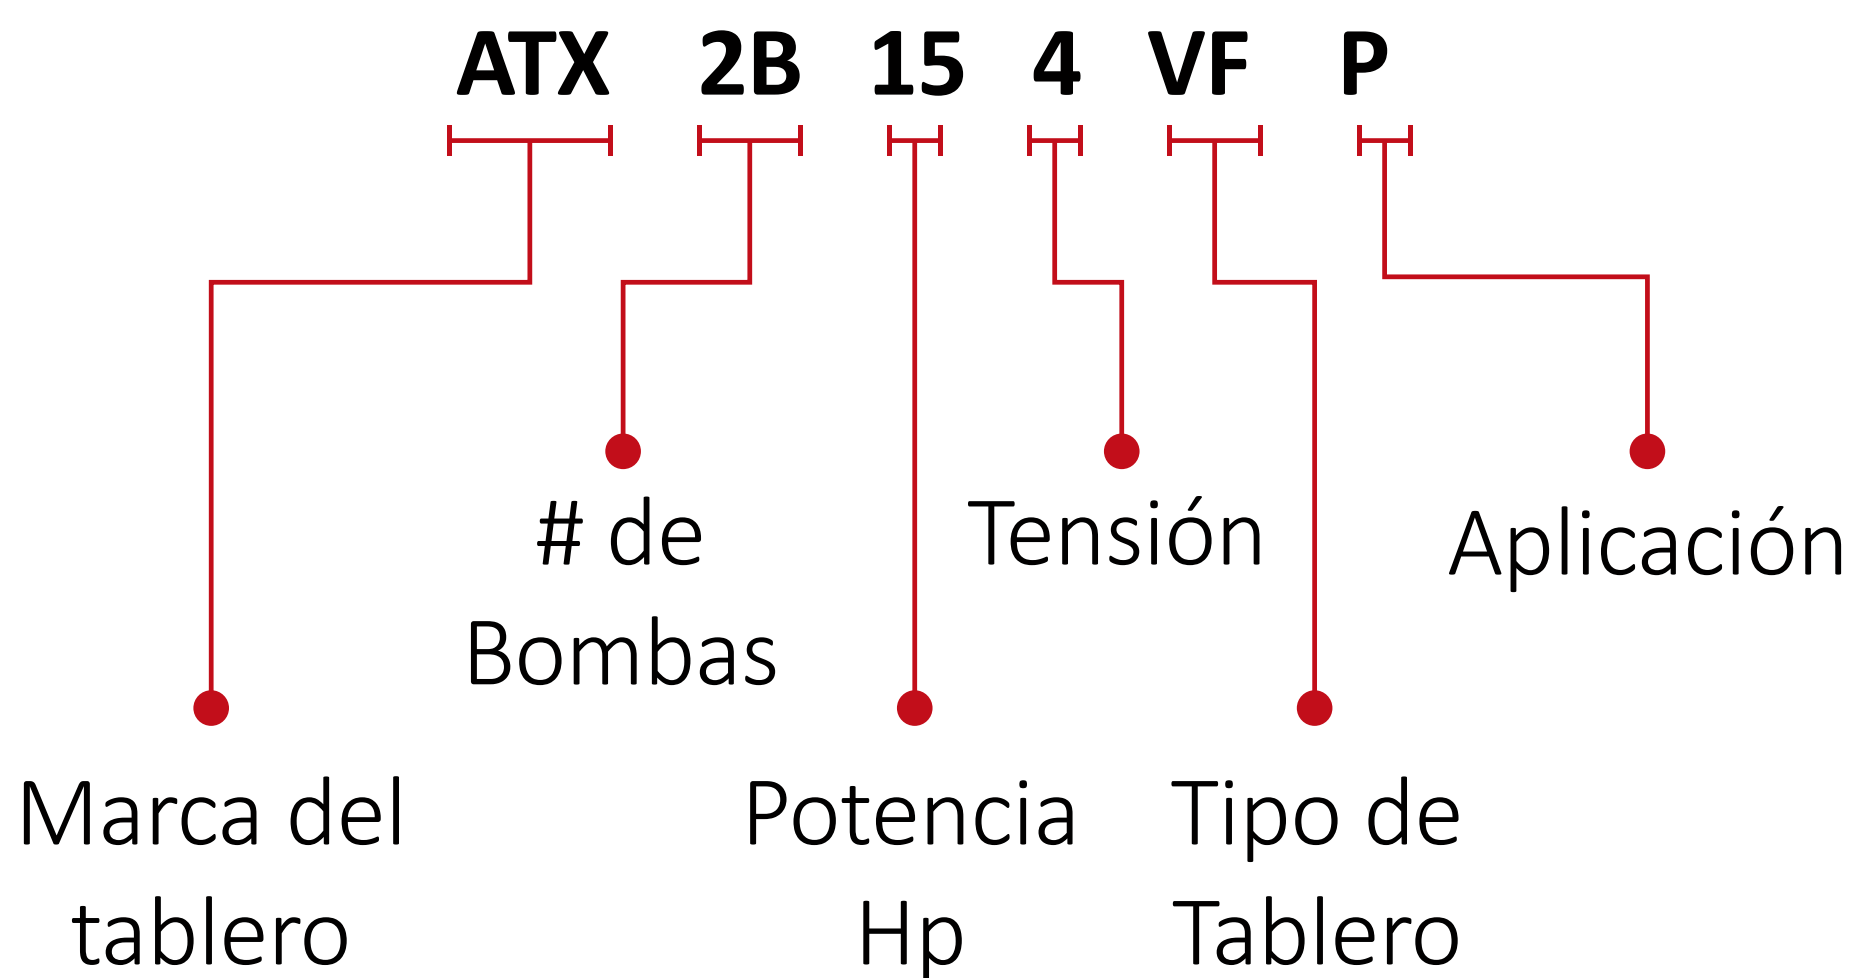 ATX 2B 15 4 VF P
# de
Bombas
Tensión
Aplicación
Marca del
tablero
Potencia
Hp
Tipo de
Tablero